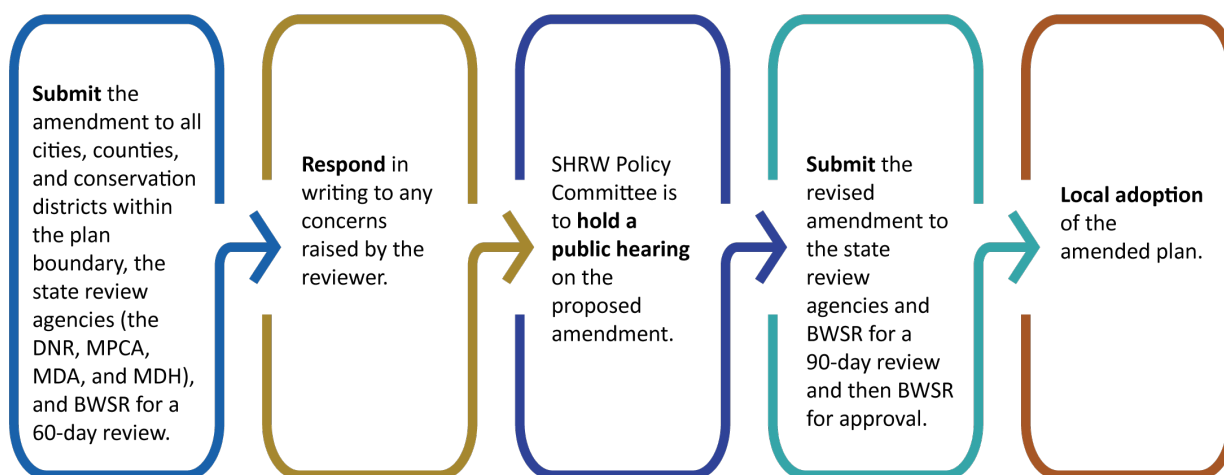 Submit the
amendment to all
cities, counties,
and conservation
districts within
the plan
boundary, the
state review
agencies (the
DNR, MPCA,
MDA, and MDH),
and BWSR for a
60-day review.
Respond in
writing to any
concerns
raised by the
reviewer.
SHRW Policy
Committee is
to hold a
public hearing
on the
proposed
amendment.
Submit the
revised
amendment to
the state
review
agencies and
BWSR for a
90-day review
and then BWSR
for approval.
Local adoption
of the
amended plan.